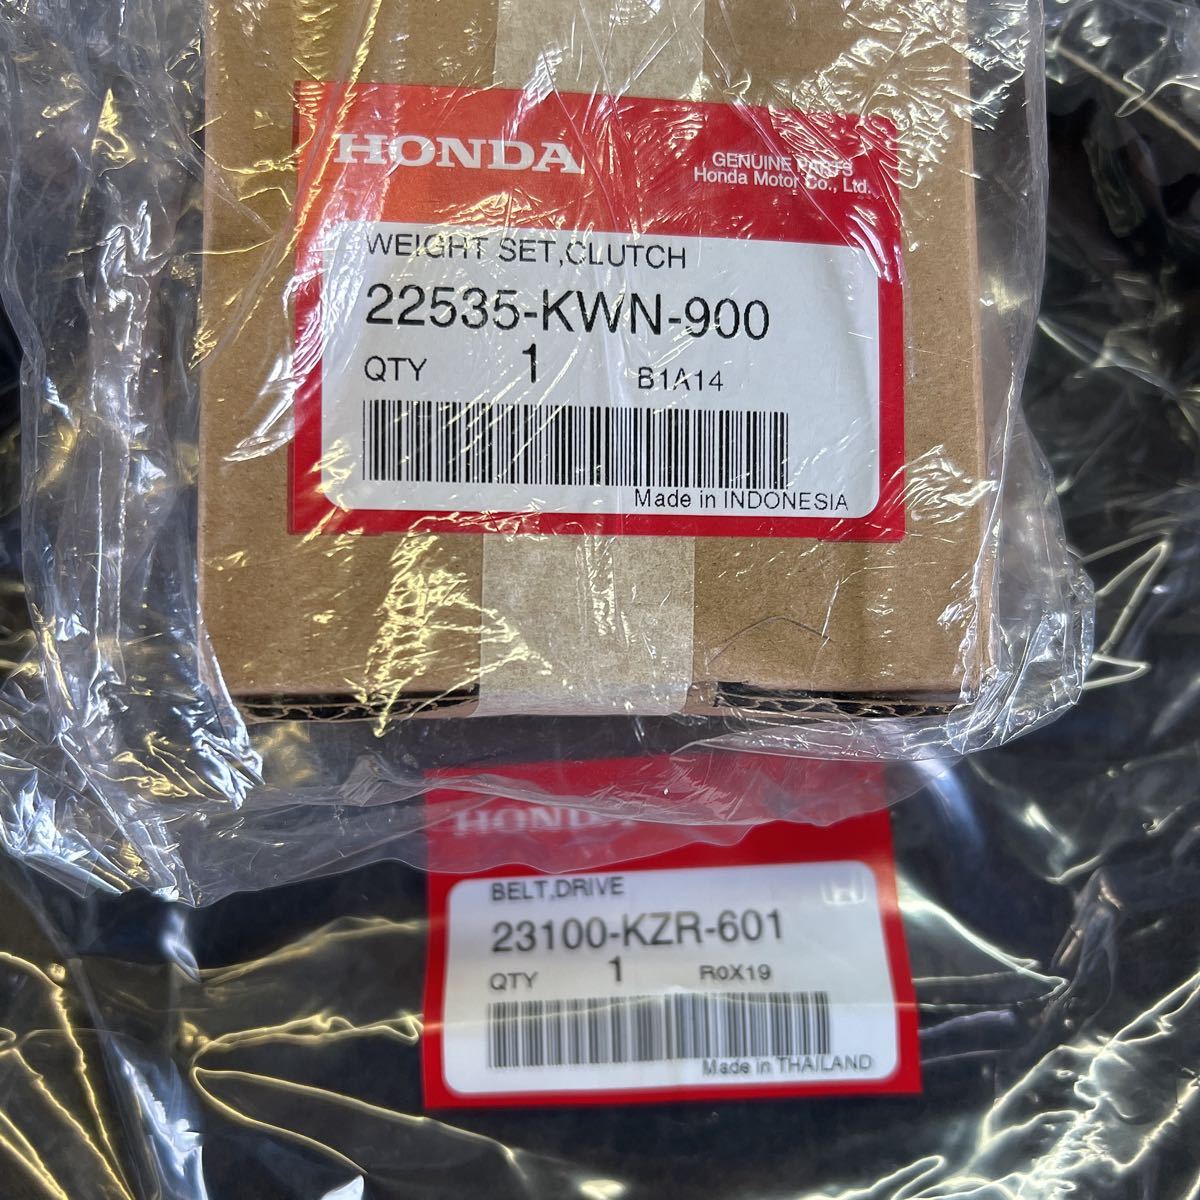 HONDA
GENUINE PARTS
Honda Motor Co., Ltd.
WEIGHT SET,CLUTCH
22535-KWN-900
QTY 1 B1A14
Made in INDONESIA
HONDA
BELT,DRIVE
23100-KZR-601
QTY 1 R0X19
Made in THAILAND